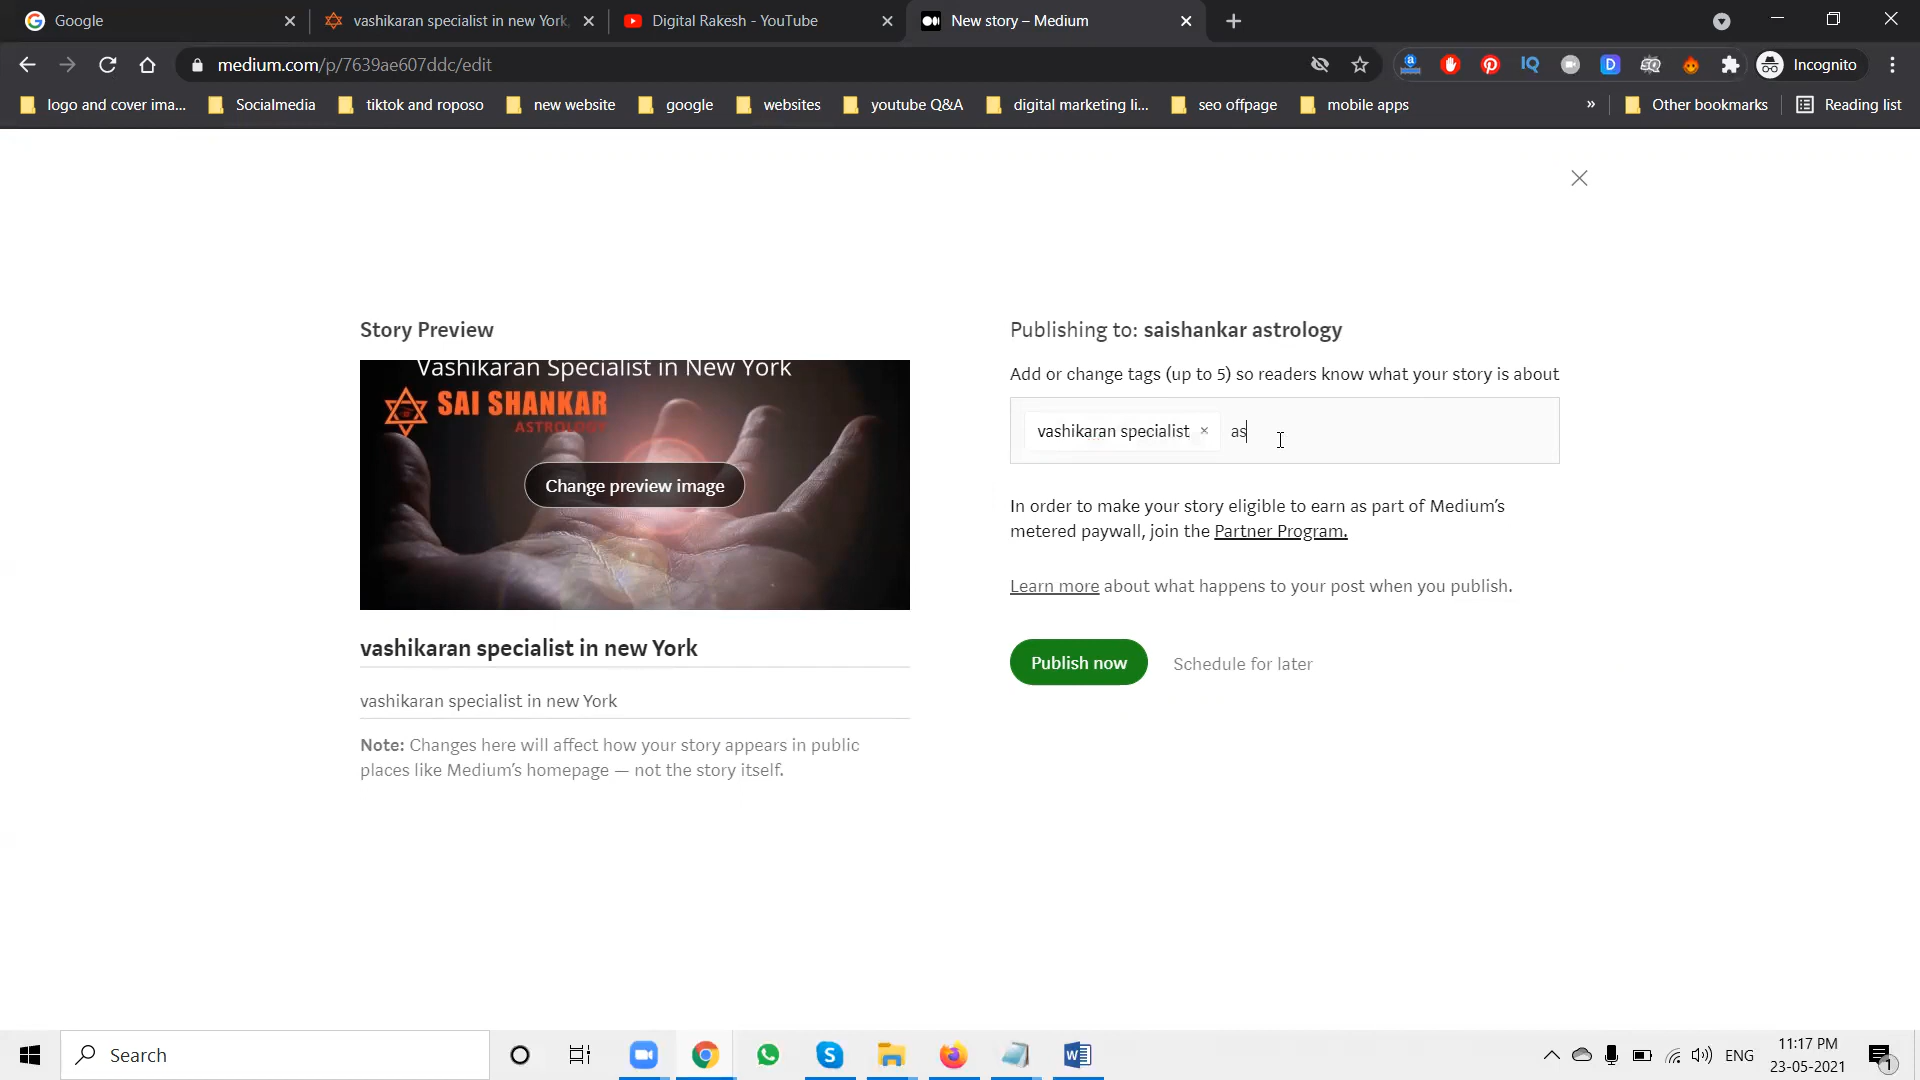 Google
vashikaran specialist in new York,
Digital Rakesh - YouTube
New story – Medium
medium.com/p/7639ae607ddc/edit
Incognito
logo and cover ima...
Socialmedia
tiktok and roposo
new website
google
websites
youtube Q&A
digital marketing li...
seo offpage
mobile apps
»
Other bookmarks
Reading list
Story Preview
Vashikaran Specialist in New York
SAI SHANKAR
ASTROLOGY
Change preview image
vashikaran specialist in new York
vashikaran specialist in new York
Note: Changes here will affect how your story appears in public
places like Medium’s homepage — not the story itself.
Publishing to: saishankar astrology
Add or change tags (up to 5) so readers know what your story is about
vashikaran specialist × as
In order to make your story eligible to earn as part of Medium’s
metered paywall, join the Partner Program.
Learn more about what happens to your post when you publish.
Publish now
Schedule for later
Search
ENG
11:17 PM
23-05-2021
1